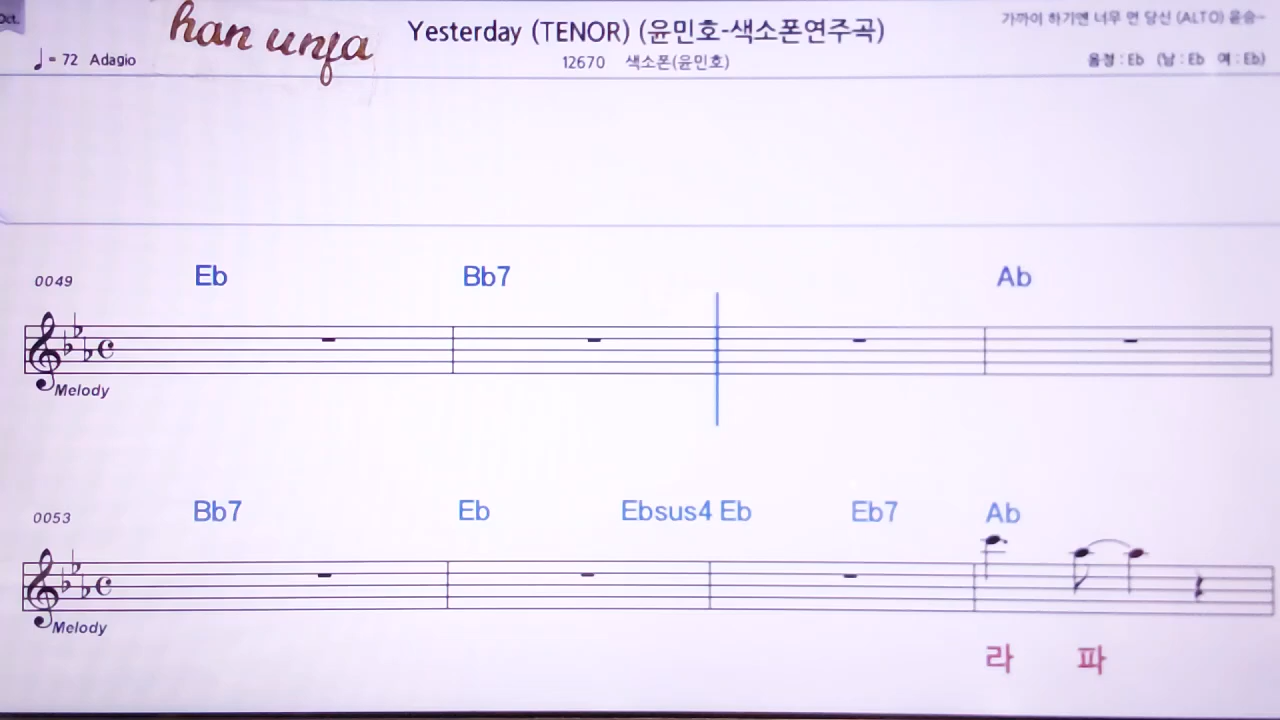 Oct.
han unfa
Yesterday (TENOR) (윤민호-색소폰연주곡)
가까이 하기엔 너무 먼 당신 (ALTO) 윤승~
= 72 Adagio
12670 색소폰(윤민호)
음정 : Eb (남 : Eb 여 : Eb)
0049 Eb Bb7 Ab
Melody
0053 Bb7 Eb Ebsus4 Eb Eb7 Ab
Melody
라 파